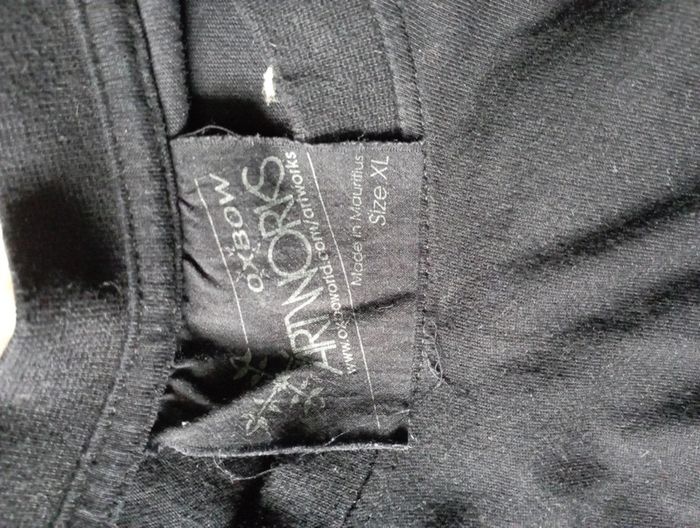 OXBOW
ARTWORKS
www.oxboworld.com/artworks
Made in Mauritius
Size XL